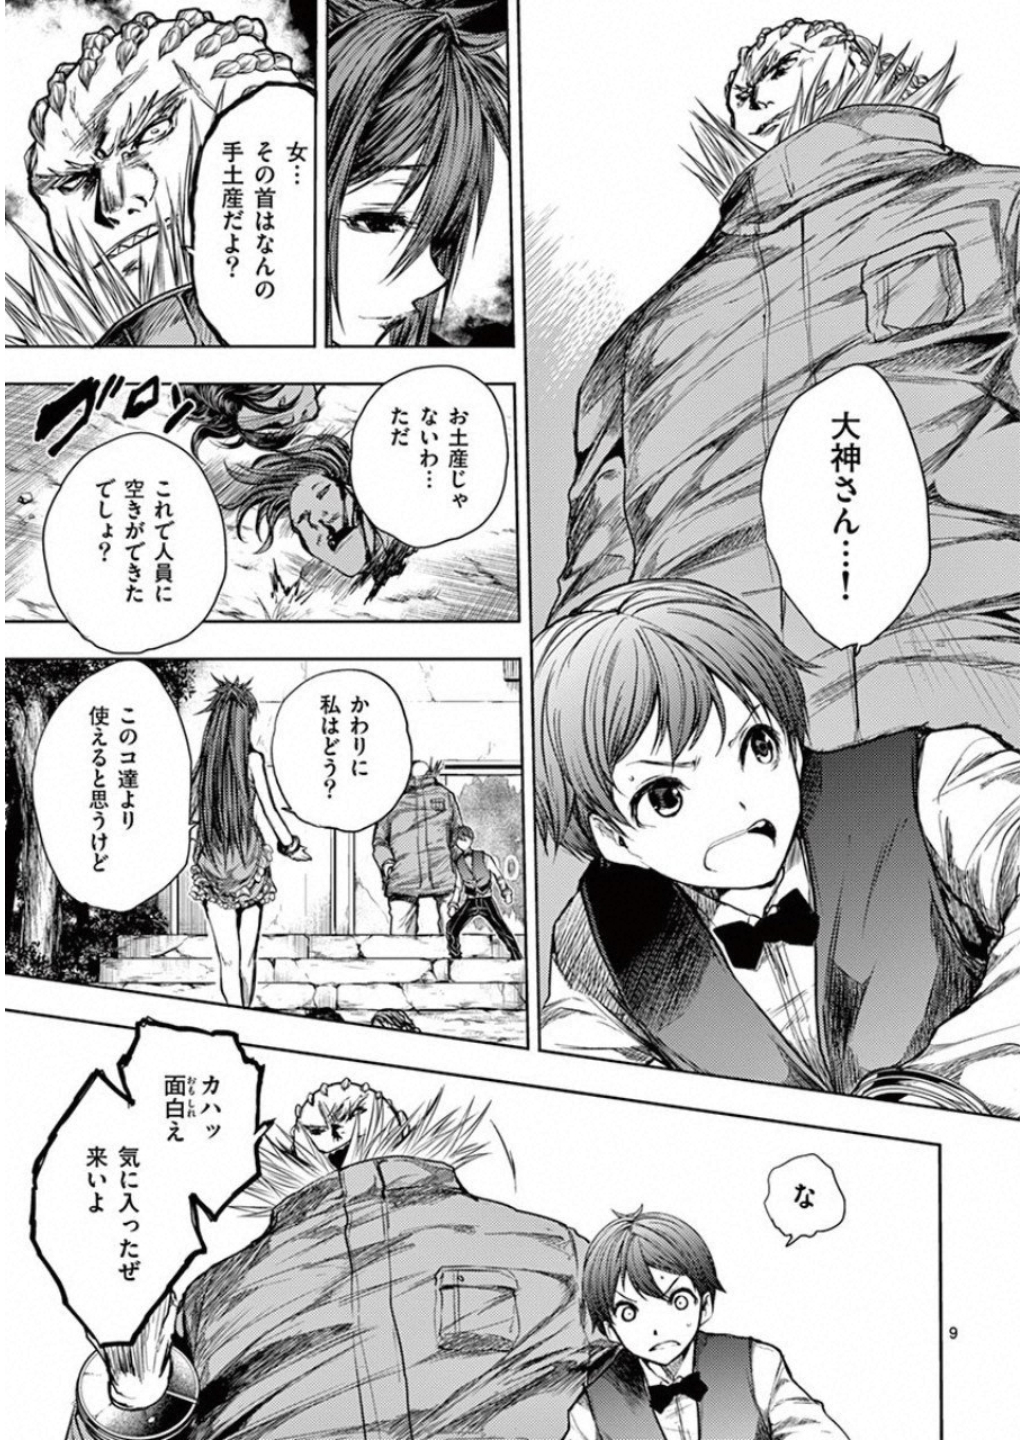 大神さん…！
女…
その首はなんの
手土産だよ？
お土産じゃ
ないわ…
ただ
ゴロン
これで人員に
空きができた
でしょ？
かわりに
私はどう？
このコ達より
使えると思うけど
な
カハッ
面白え
おもしれ
気に入ったぜ
来いよ
9